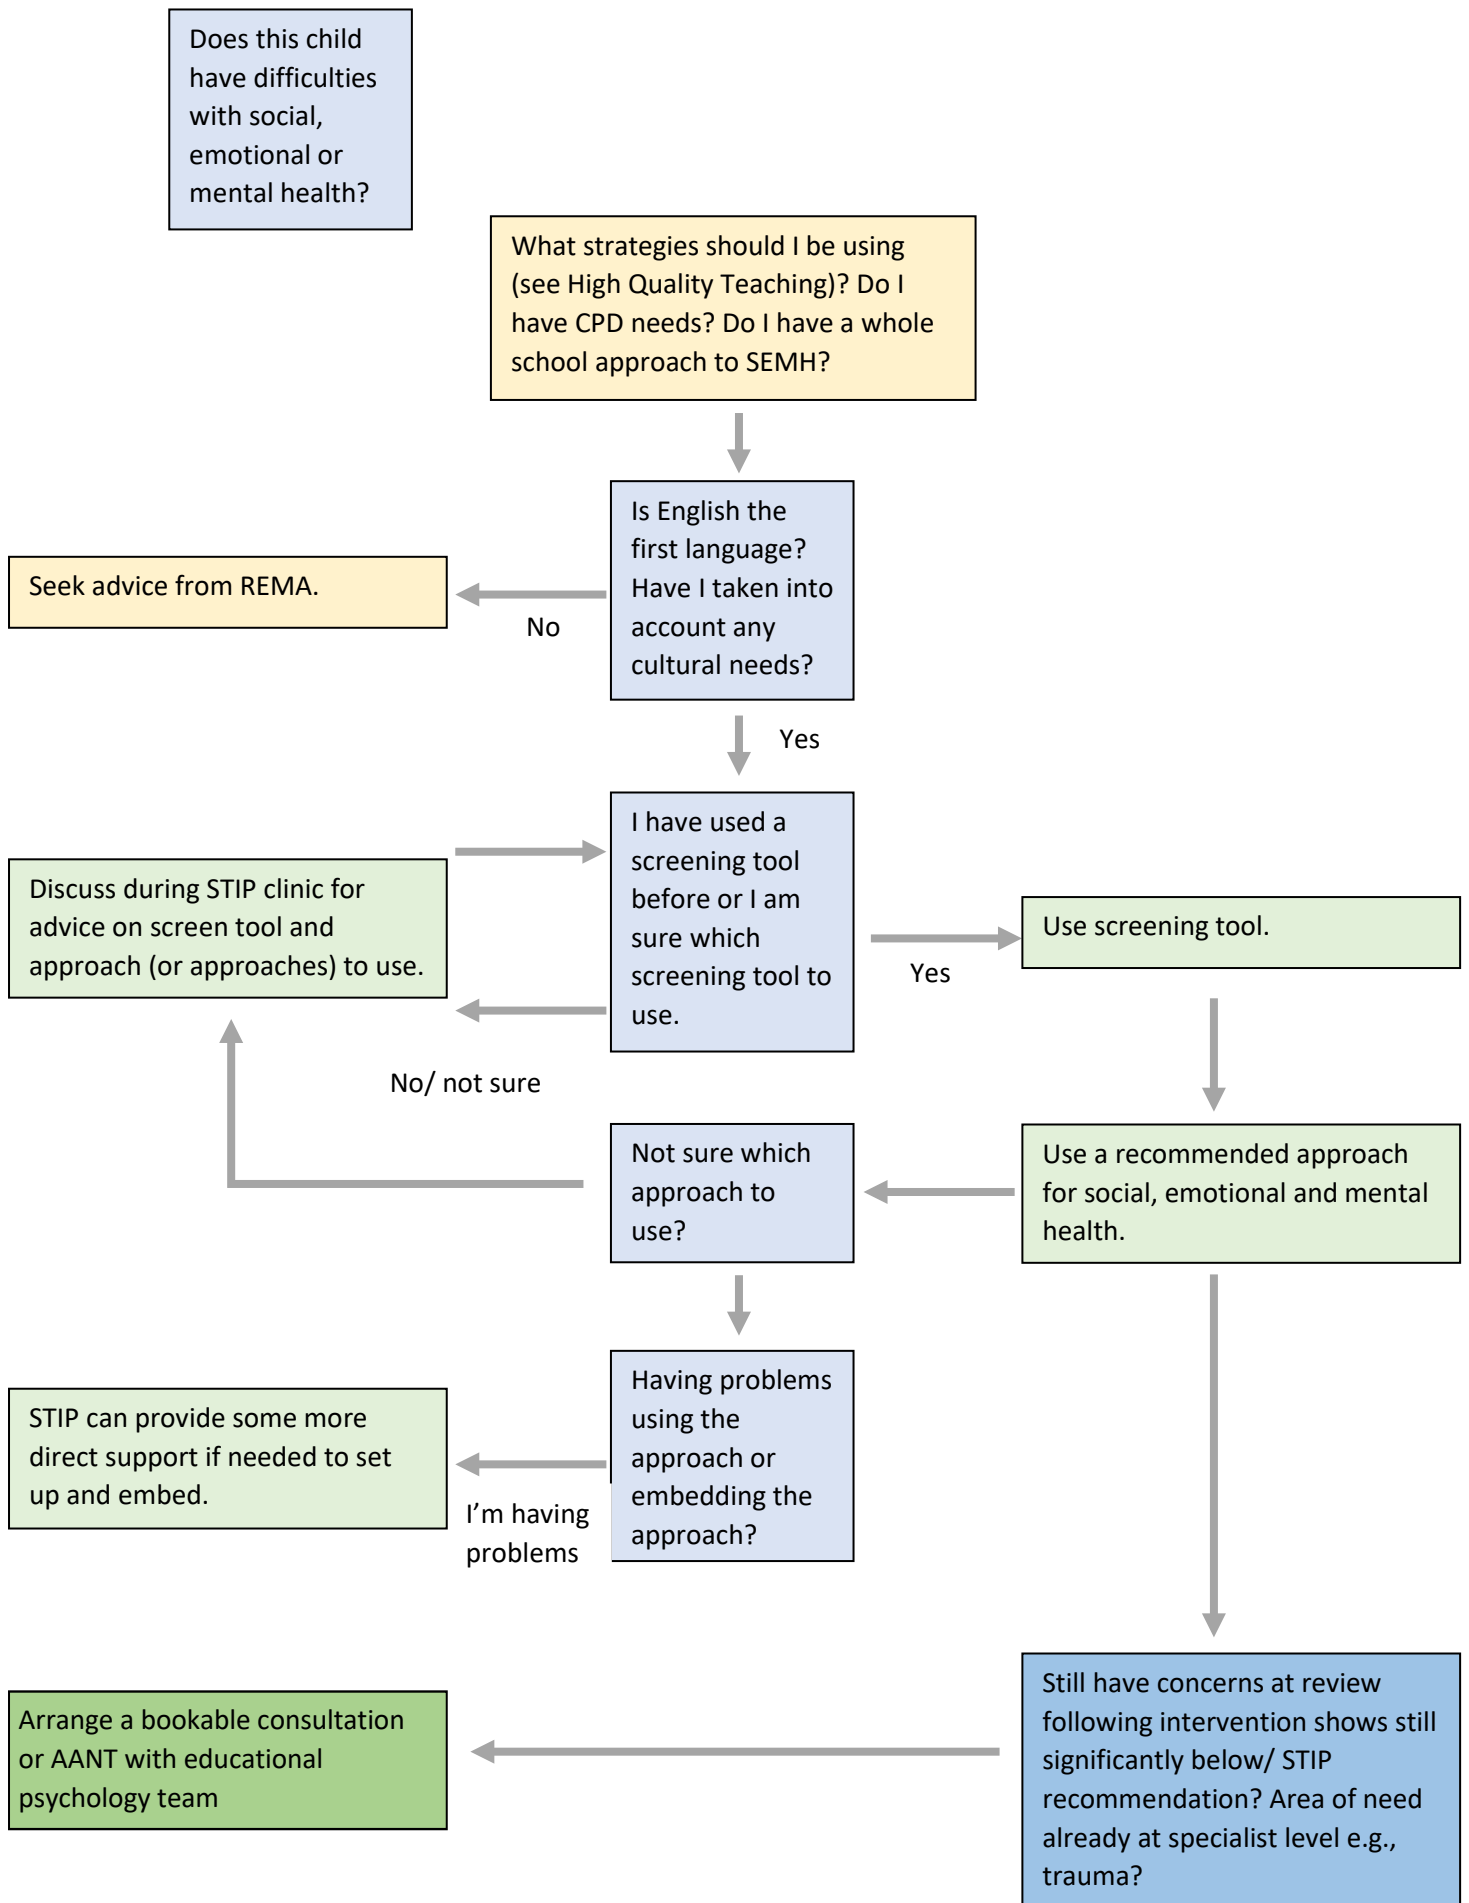 Does this child
have difficulties
with social,
emotional or
mental health?
What strategies should I be using
(see High Quality Teaching)? Do I
have CPD needs? Do I have a whole
school approach to SEMH?
Is English the
first language?
Have I taken into
account any
cultural needs?
Seek advice from REMA.
No
Yes
I have used a
screening tool
before or I am
sure which
screening tool to
use.
Discuss during STIP clinic for
advice on screen tool and
approach (or approaches) to use.
Use screening tool.
Yes
No/ not sure
Not sure which
approach to
use?
Use a recommended approach
for social, emotional and mental
health.
Having problems
using the
approach or
embedding the
approach?
STIP can provide some more
direct support if needed to set
up and embed.
I'm having
problems
Still have concerns at review
following intervention shows still
significantly below/ STIP
recommendation? Area of need
already at specialist level e.g.,
trauma?
Arrange a bookable consultation
or AANT with educational
psychology team